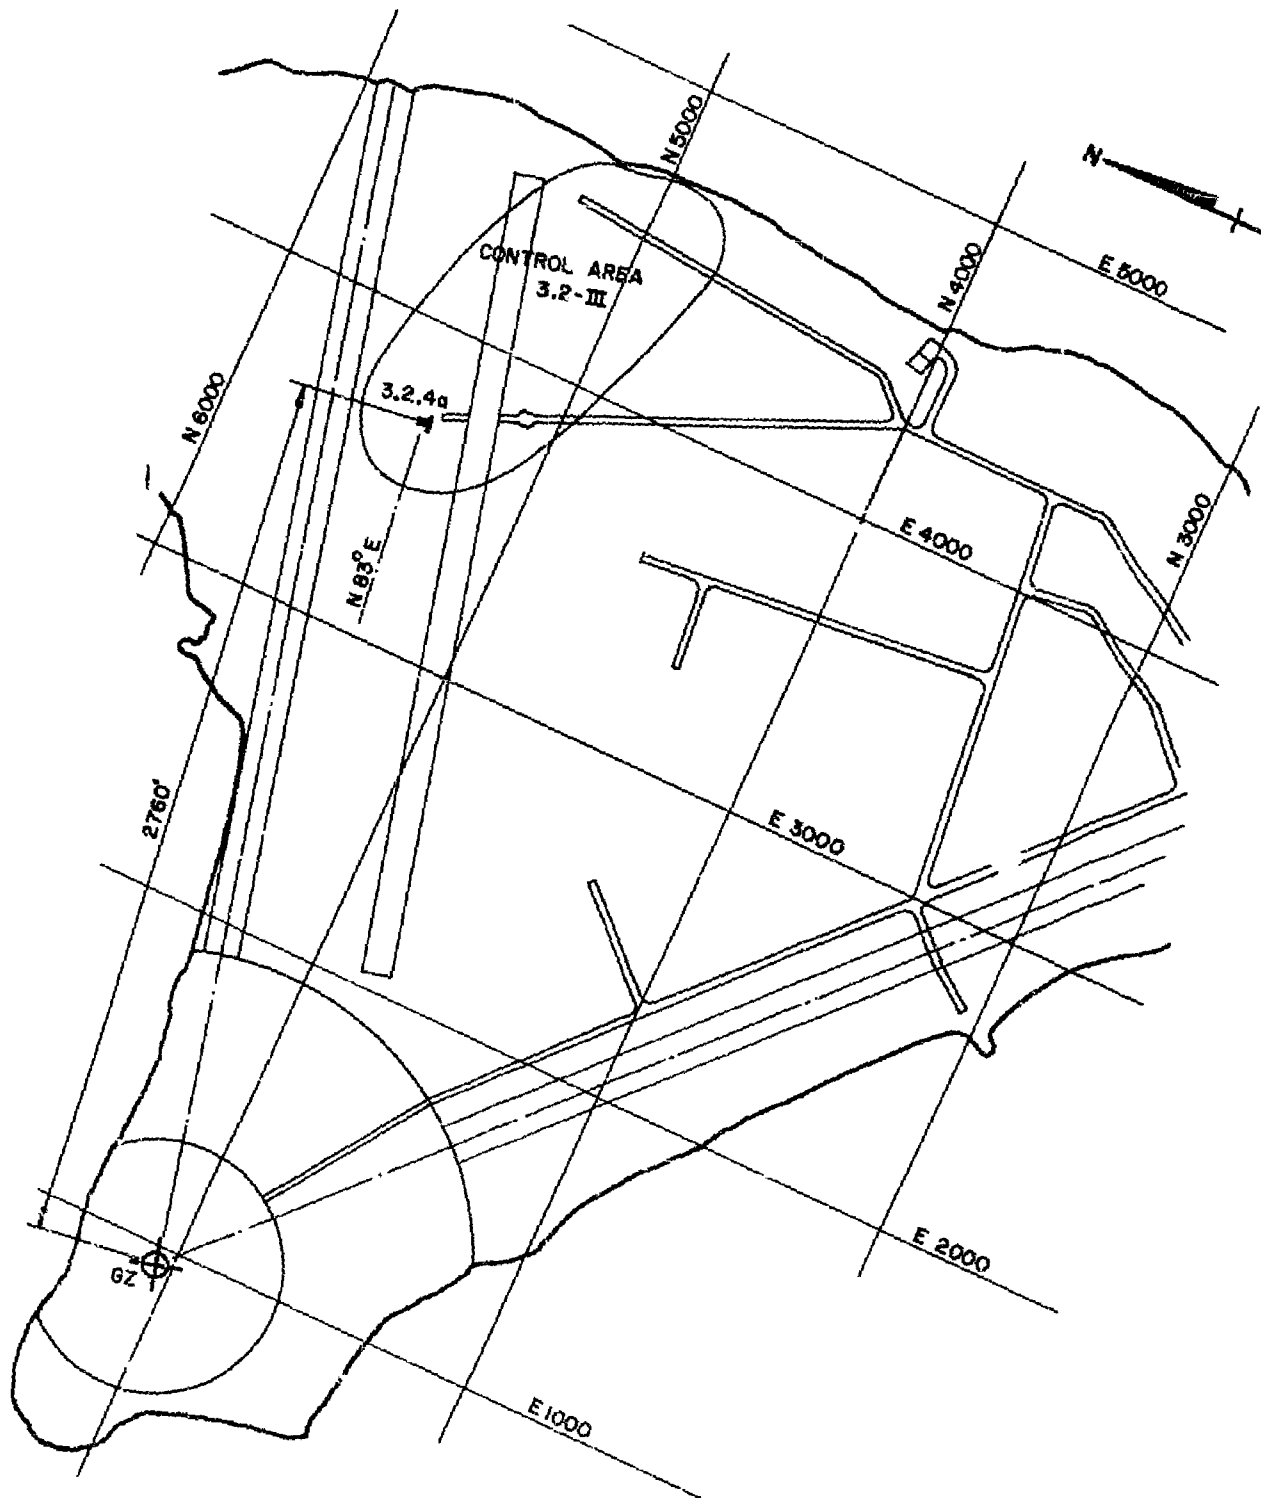 N 5000
N
E 5000
N 4000
CONTROL AREA
3.2-III
N 6000
3.2.4a
N 3000
E 4000
N 83° E
2760'
E 3000
E 2000
GZ
E 1000